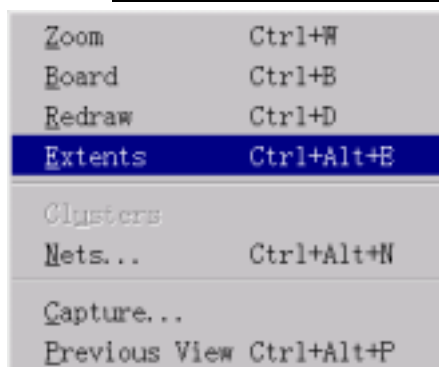 Zoom Ctrl+W
Board Ctrl+B
Redraw Ctrl+D
Extents Ctrl+Alt+E
Clusters
Nets... Ctrl+Alt+N
Capture...
Previous View Ctrl+Alt+P